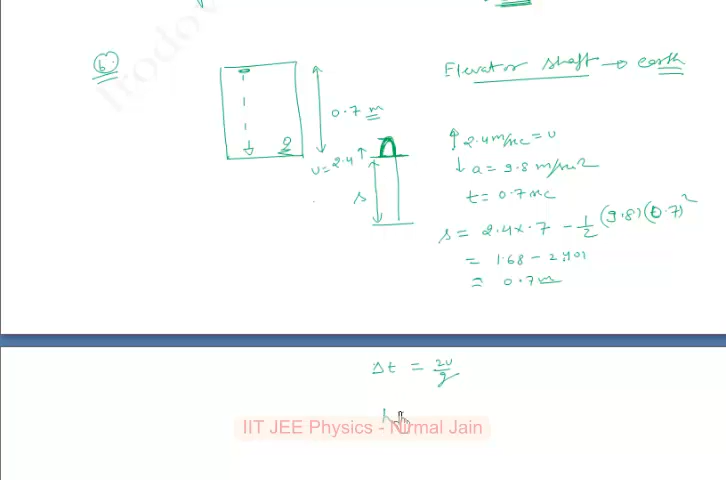 b.
Elevator shaft → earth
0.7 m
2
u = 2.4 ↑
s
↑ 2.4 m/sec = u
↓ a = 9.8 m/sec²
t = 0.7 sec
s = 2.4 × .7 - 1/2 (9.8) (0.7)²
= 1.68 - 2.401
= 0.7 m
Δt = 2u/g
h
IIT JEE Physics - Nirmal Jain